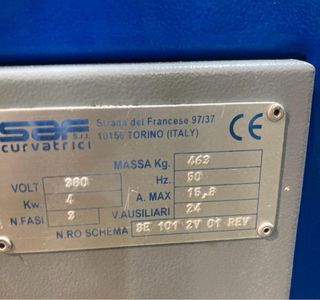 SAF s.r.l. Strada del Francese 97/37
curvatrici 10156 TORINO (ITALY) CE
MASSA Kg. 463
VOLT 380 Hz. 50
Kw. 4 A. MAX 15,8
N.FASI 3 V.AUSILIARI 24
N.RO SCHEMA SE 101 2V 01 REV